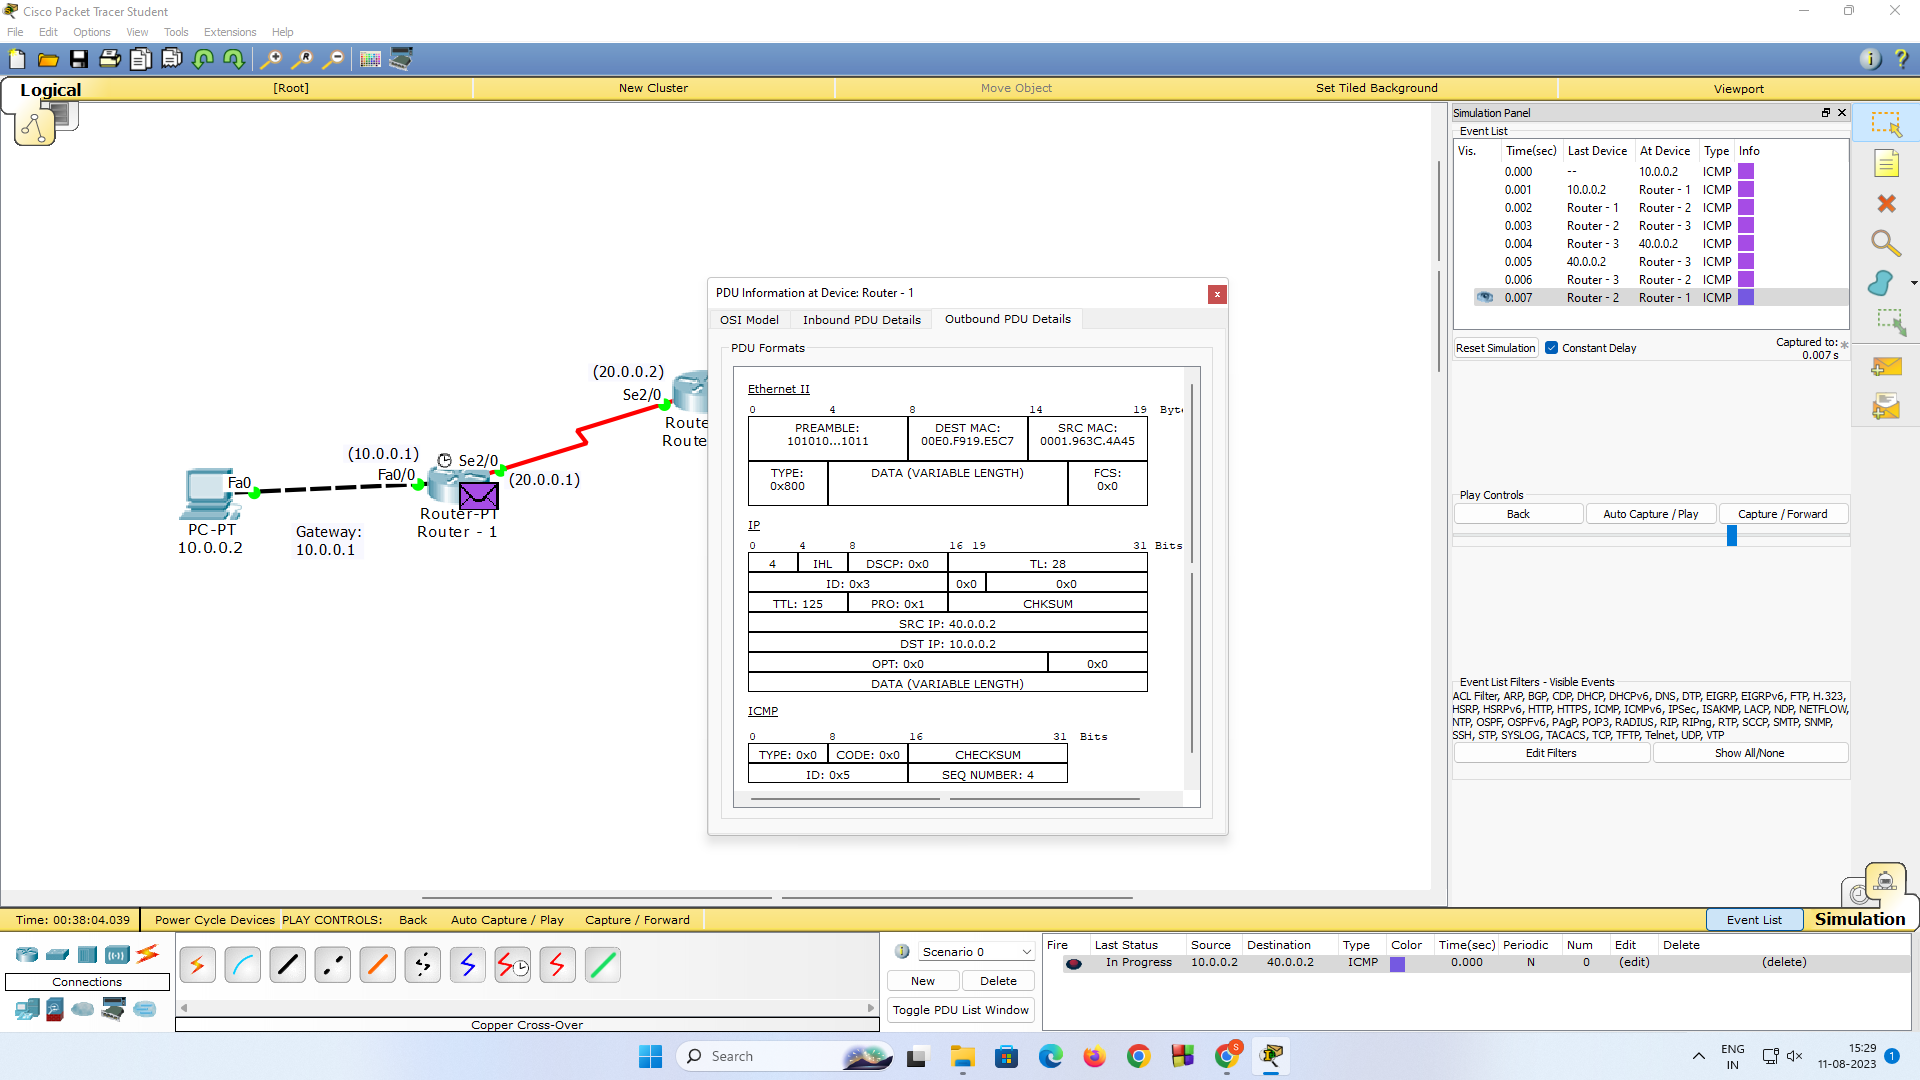 Cisco Packet Tracer Student
File Edit Options View Tools Extensions Help
Logical [Root] New Cluster Move Object Set Tiled Background Viewport
Simulation Panel
Event List
Vis. Time(sec) Last Device At Device Type Info
0.000 -- 10.0.0.2 ICMP
0.001 10.0.0.2 Router - 1 ICMP
0.002 Router - 1 Router - 2 ICMP
0.003 Router - 2 Router - 3 ICMP
0.004 Router - 3 40.0.0.2 ICMP
0.005 40.0.0.2 Router - 3 ICMP
0.006 Router - 3 Router - 2 ICMP
0.007 Router - 2 Router - 1 ICMP
Reset Simulation Constant Delay Captured to: *
0.007 s
Play Controls
Back Auto Capture / Play Capture / Forward
Event List Filters - Visible Events
ACL Filter, ARP, BGP, CDP, DHCP, DHCPv6, DNS, DTP, EIGRP, EIGRPv6, FTP, H.323,
HSRP, HSRPv6, HTTP, HTTPS, ICMP, ICMPv6, IPSec, ISAKMP, LACP, NDP, NETFLOW,
NTP, OSPF, OSPFv6, PAgP, POP3, RADIUS, RIP, RIPng, RTP, SCCP, SMTP, SNMP,
SSH, STP, SYSLOG, TACACS, TCP, TFTP, Telnet, UDP, VTP
Edit Filters Show All/None
(20.0.0.2)
Se2/0
Route
Route
(10.0.0.1)
Se2/0
Fa0/0
(20.0.0.1)
Fa0
Router-PT
Router - 1
PC-PT
10.0.0.2
Gateway:
10.0.0.1
PDU Information at Device: Router - 1
x
OSI Model Inbound PDU Details Outbound PDU Details
PDU Formats
Ethernet II
0 4 8 14 19 Byte
PREAMBLE: DEST MAC: SRC MAC:
101010...1011 00E0.F919.E5C7 0001.963C.4A45
TYPE: DATA (VARIABLE LENGTH) FCS:
0x800 0x0
IP
0 4 8 16 19 31 Bits
4 IHL DSCP: 0x0 TL: 28
ID: 0x3 0x0 0x0
TTL: 125 PRO: 0x1 CHKSUM
SRC IP: 40.0.0.2
DST IP: 10.0.0.2
OPT: 0x0 0x0
DATA (VARIABLE LENGTH)
ICMP
0 8 16 31 Bits
TYPE: 0x0 CODE: 0x0 CHECKSUM
ID: 0x5 SEQ NUMBER: 4
Time: 00:38:04.039 Power Cycle Devices PLAY CONTROLS: Back Auto Capture / Play Capture / Forward
Event List Simulation
Connections
Copper Cross-Over
Scenario 0
New Delete
Toggle PDU List Window
Fire Last Status Source Destination Type Color Time(sec) Periodic Num Edit Delete
In Progress 10.0.0.2 40.0.0.2 ICMP 0.000 N 0 (edit) (delete)
Search
S
ENG
IN
15:29
11-08-2023
1